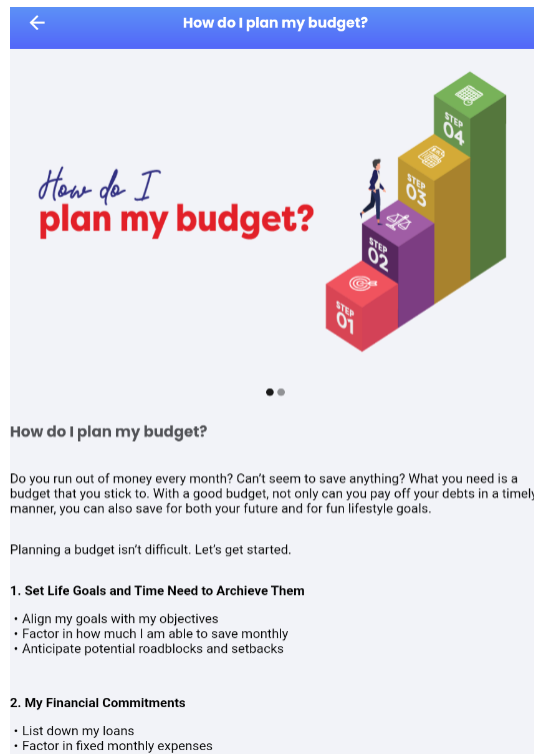 How do I plan my budget?
How do I
plan my budget?
STEP
04
STEP
03
STEP
02
STEP
01
How do I plan my budget?
Do you run out of money every month? Can't seem to save anything? What you need is a
budget that you stick to. With a good budget, not only can you pay off your debts in a timely
manner, you can also save for both your future and for fun lifestyle goals.
Planning a budget isn't difficult. Let's get started.
1. Set Life Goals and Time Need to Archieve Them
• Align my goals with my objectives
• Factor in how much I am able to save monthly
• Anticipate potential roadblocks and setbacks
2. My Financial Commitments
• List down my loans
• Factor in fixed monthly expenses